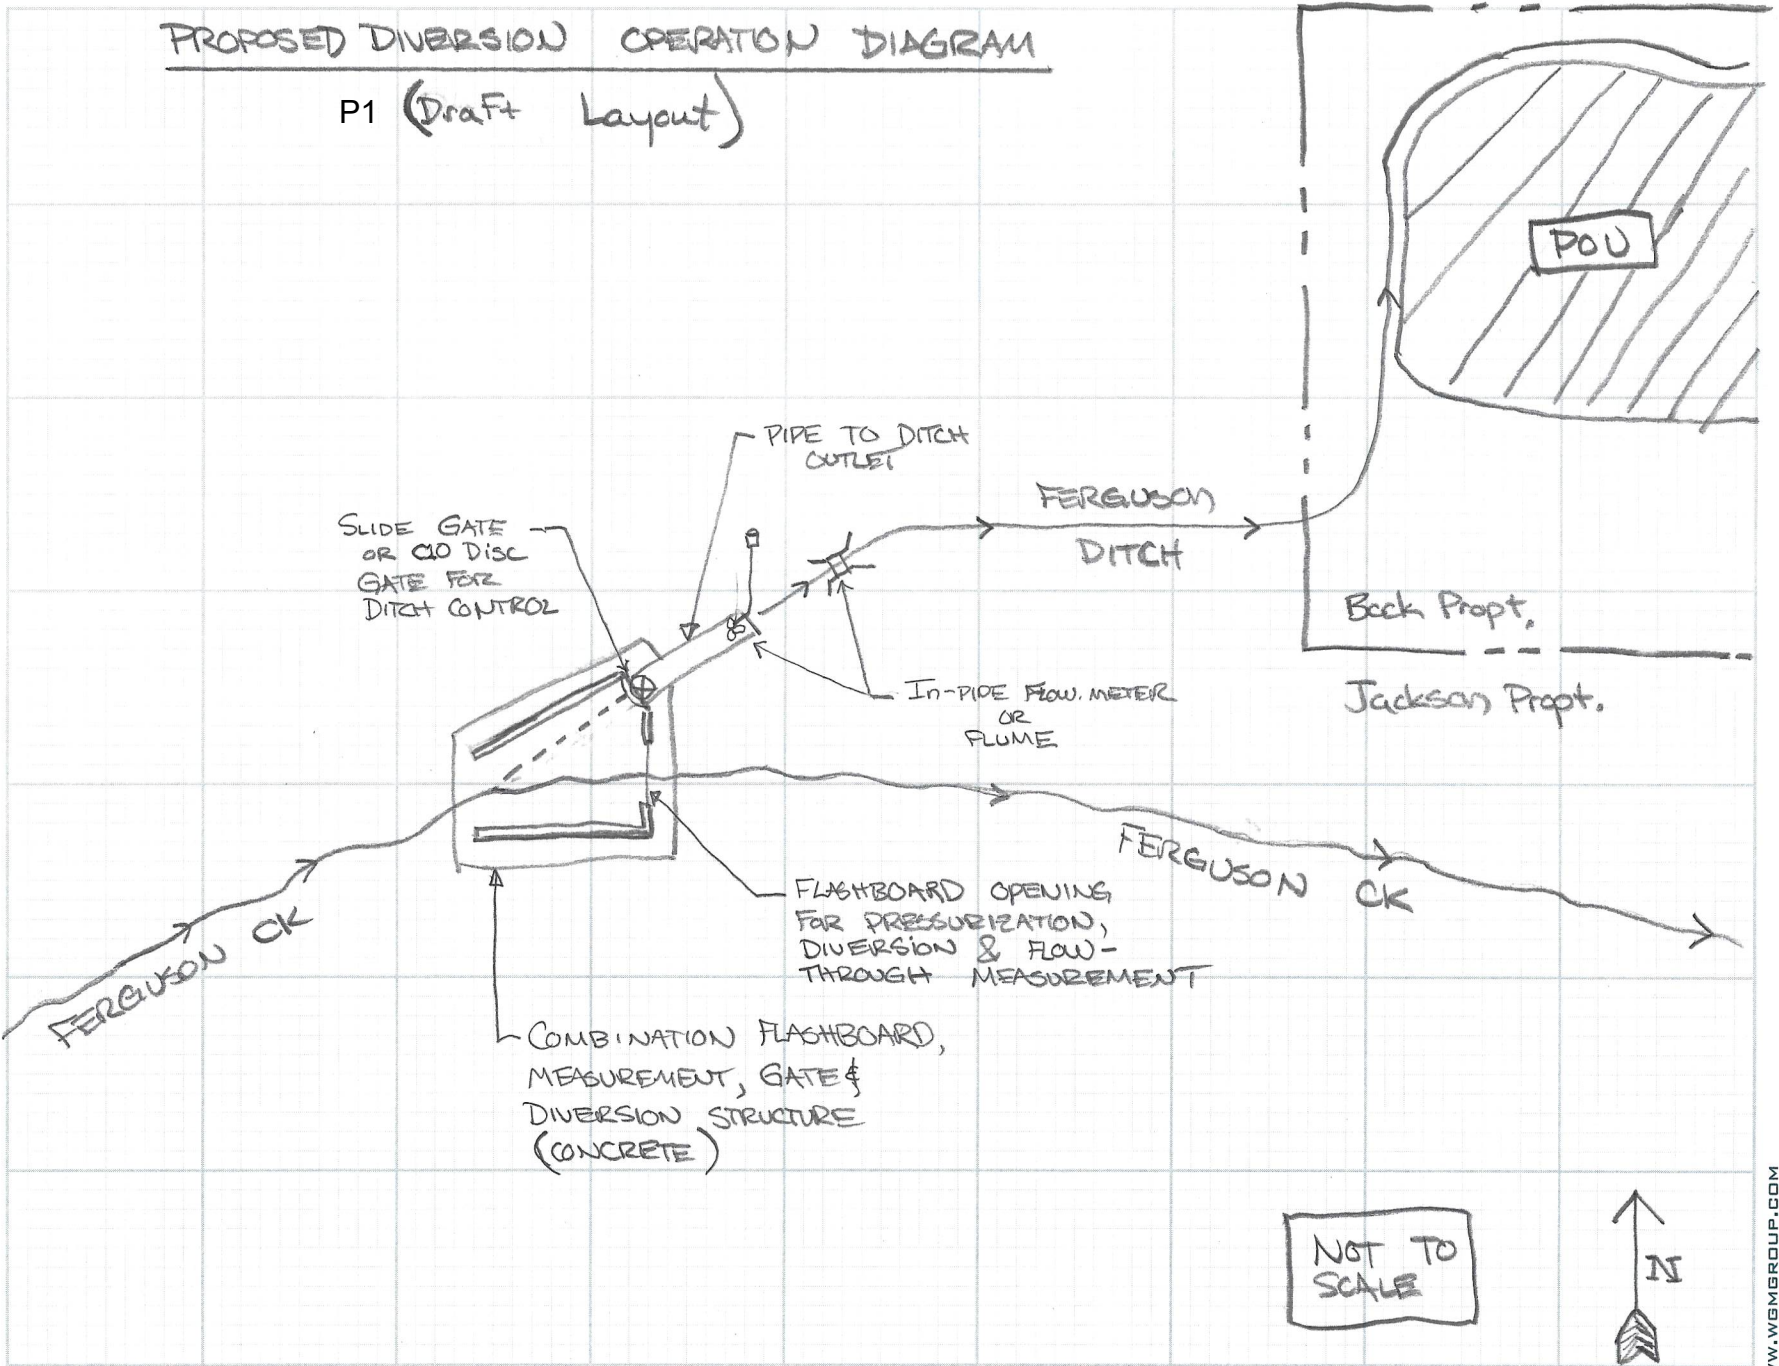 PROPOSED DIVERSION OPERATION DIAGRAM
P1 (Draft Layout)
POU
PIPE TO DITCH
OUTLET
FERGUSON
DITCH
SLIDE GATE
OR C10 DISC
GATE FOR
DITCH CONTROL
Back Propt.
Jackson Propt.
IN-PIPE FLOW METER
OR
FLUME
FERGUSON CK
FLASHBOARD OPENING
FOR PRESSURIZATION,
DIVERSION & FLOW-
THROUGH MEASUREMENT
FERGUSON CK
COMBINATION FLASHBOARD,
MEASUREMENT, GATE &
DIVERSION STRUCTURE
(CONCRETE)
NOT TO
SCALE
N
W.WGMGROUP.COM